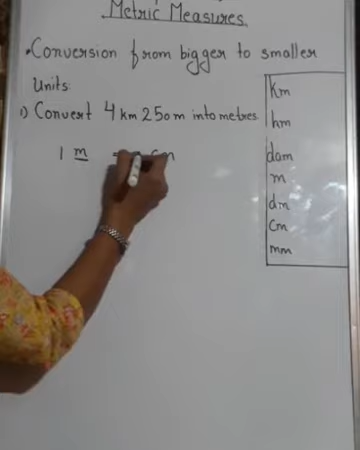 Metric Measures
• Conversion from bigger to smaller
Units:
1) Convert 4 km 250 m into metres
1 m = cm
km
hm
dam
m
dm
cm
mm